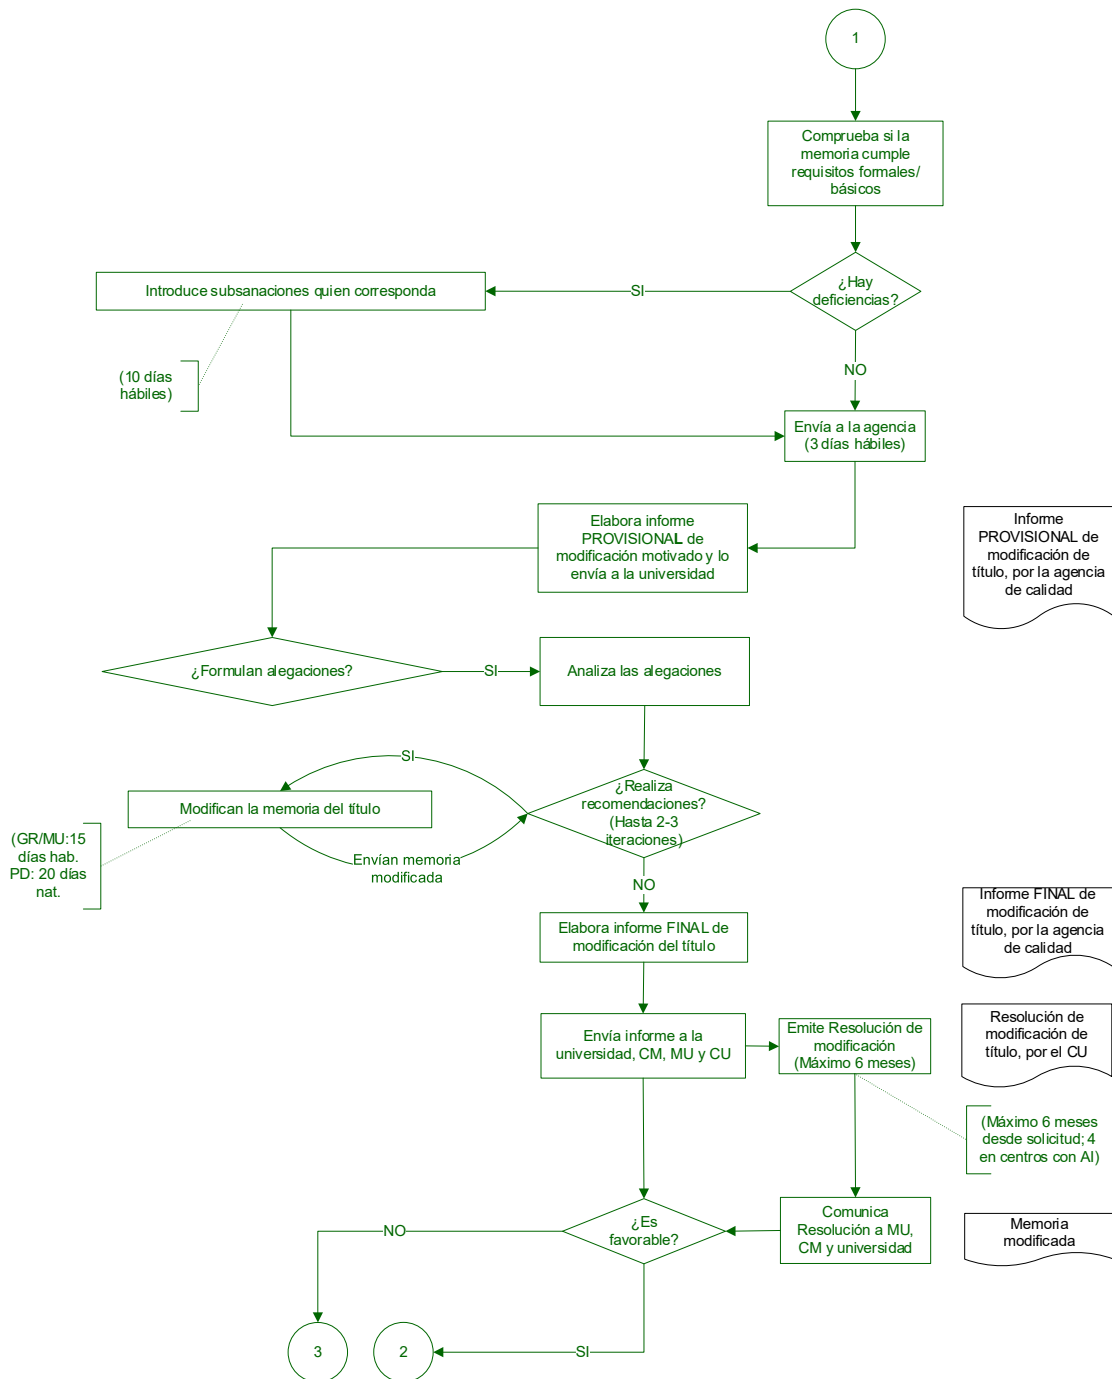 1
Comprueba si la
memoria cumple
requisitos formales/
básicos
¿Hay
deficiencias?
SI
Introduce subsanaciones quien corresponda
(10 días
hábiles)
NO
Envía a la agencia
(3 días hábiles)
Elabora informe
PROVISIONAL de
modificación motivado y lo
envía a la universidad
Informe
PROVISIONAL de
modificación de
título, por la agencia
de calidad
¿Formulan alegaciones?
SI
Analiza las alegaciones
SI
¿Realiza
recomendaciones?
(Hasta 2-3
iteraciones)
Modifican la memoria del título
(GR/MU:15
días hab.
PD: 20 días
nat.
Envían memoria
modificada
NO
Elabora informe FINAL de
modificación del título
Informe FINAL de
modificación de
título, por la agencia
de calidad
Envía informe a la
universidad, CM, MU y CU
Emite Resolución de
modificación
(Máximo 6 meses)
Resolución de
modificación de
título, por el CU
(Máximo 6 meses
desde solicitud; 4
en centros con AI)
¿Es
favorable?
NO
Comunica
Resolución a MU,
CM y universidad
Memoria
modificada
3
2
SI